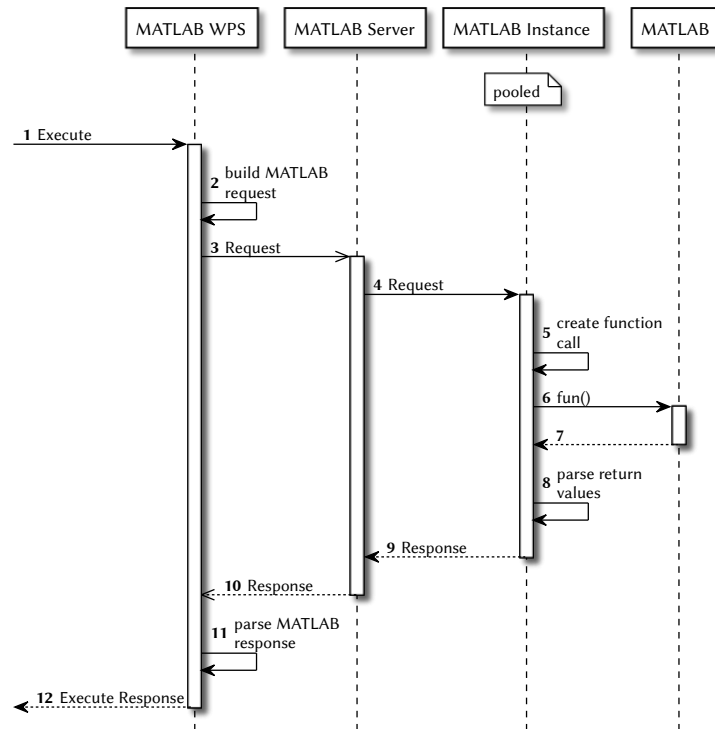 MATLAB WPS
MATLAB Server
MATLAB Instance
MATLAB
pooled
1 Execute
2 build MATLAB
request
3 Request
4 Request
5 create function
call
6 fun()
7
8 parse return
values
9 Response
10 Response
11 parse MATLAB
response
12 Execute Response